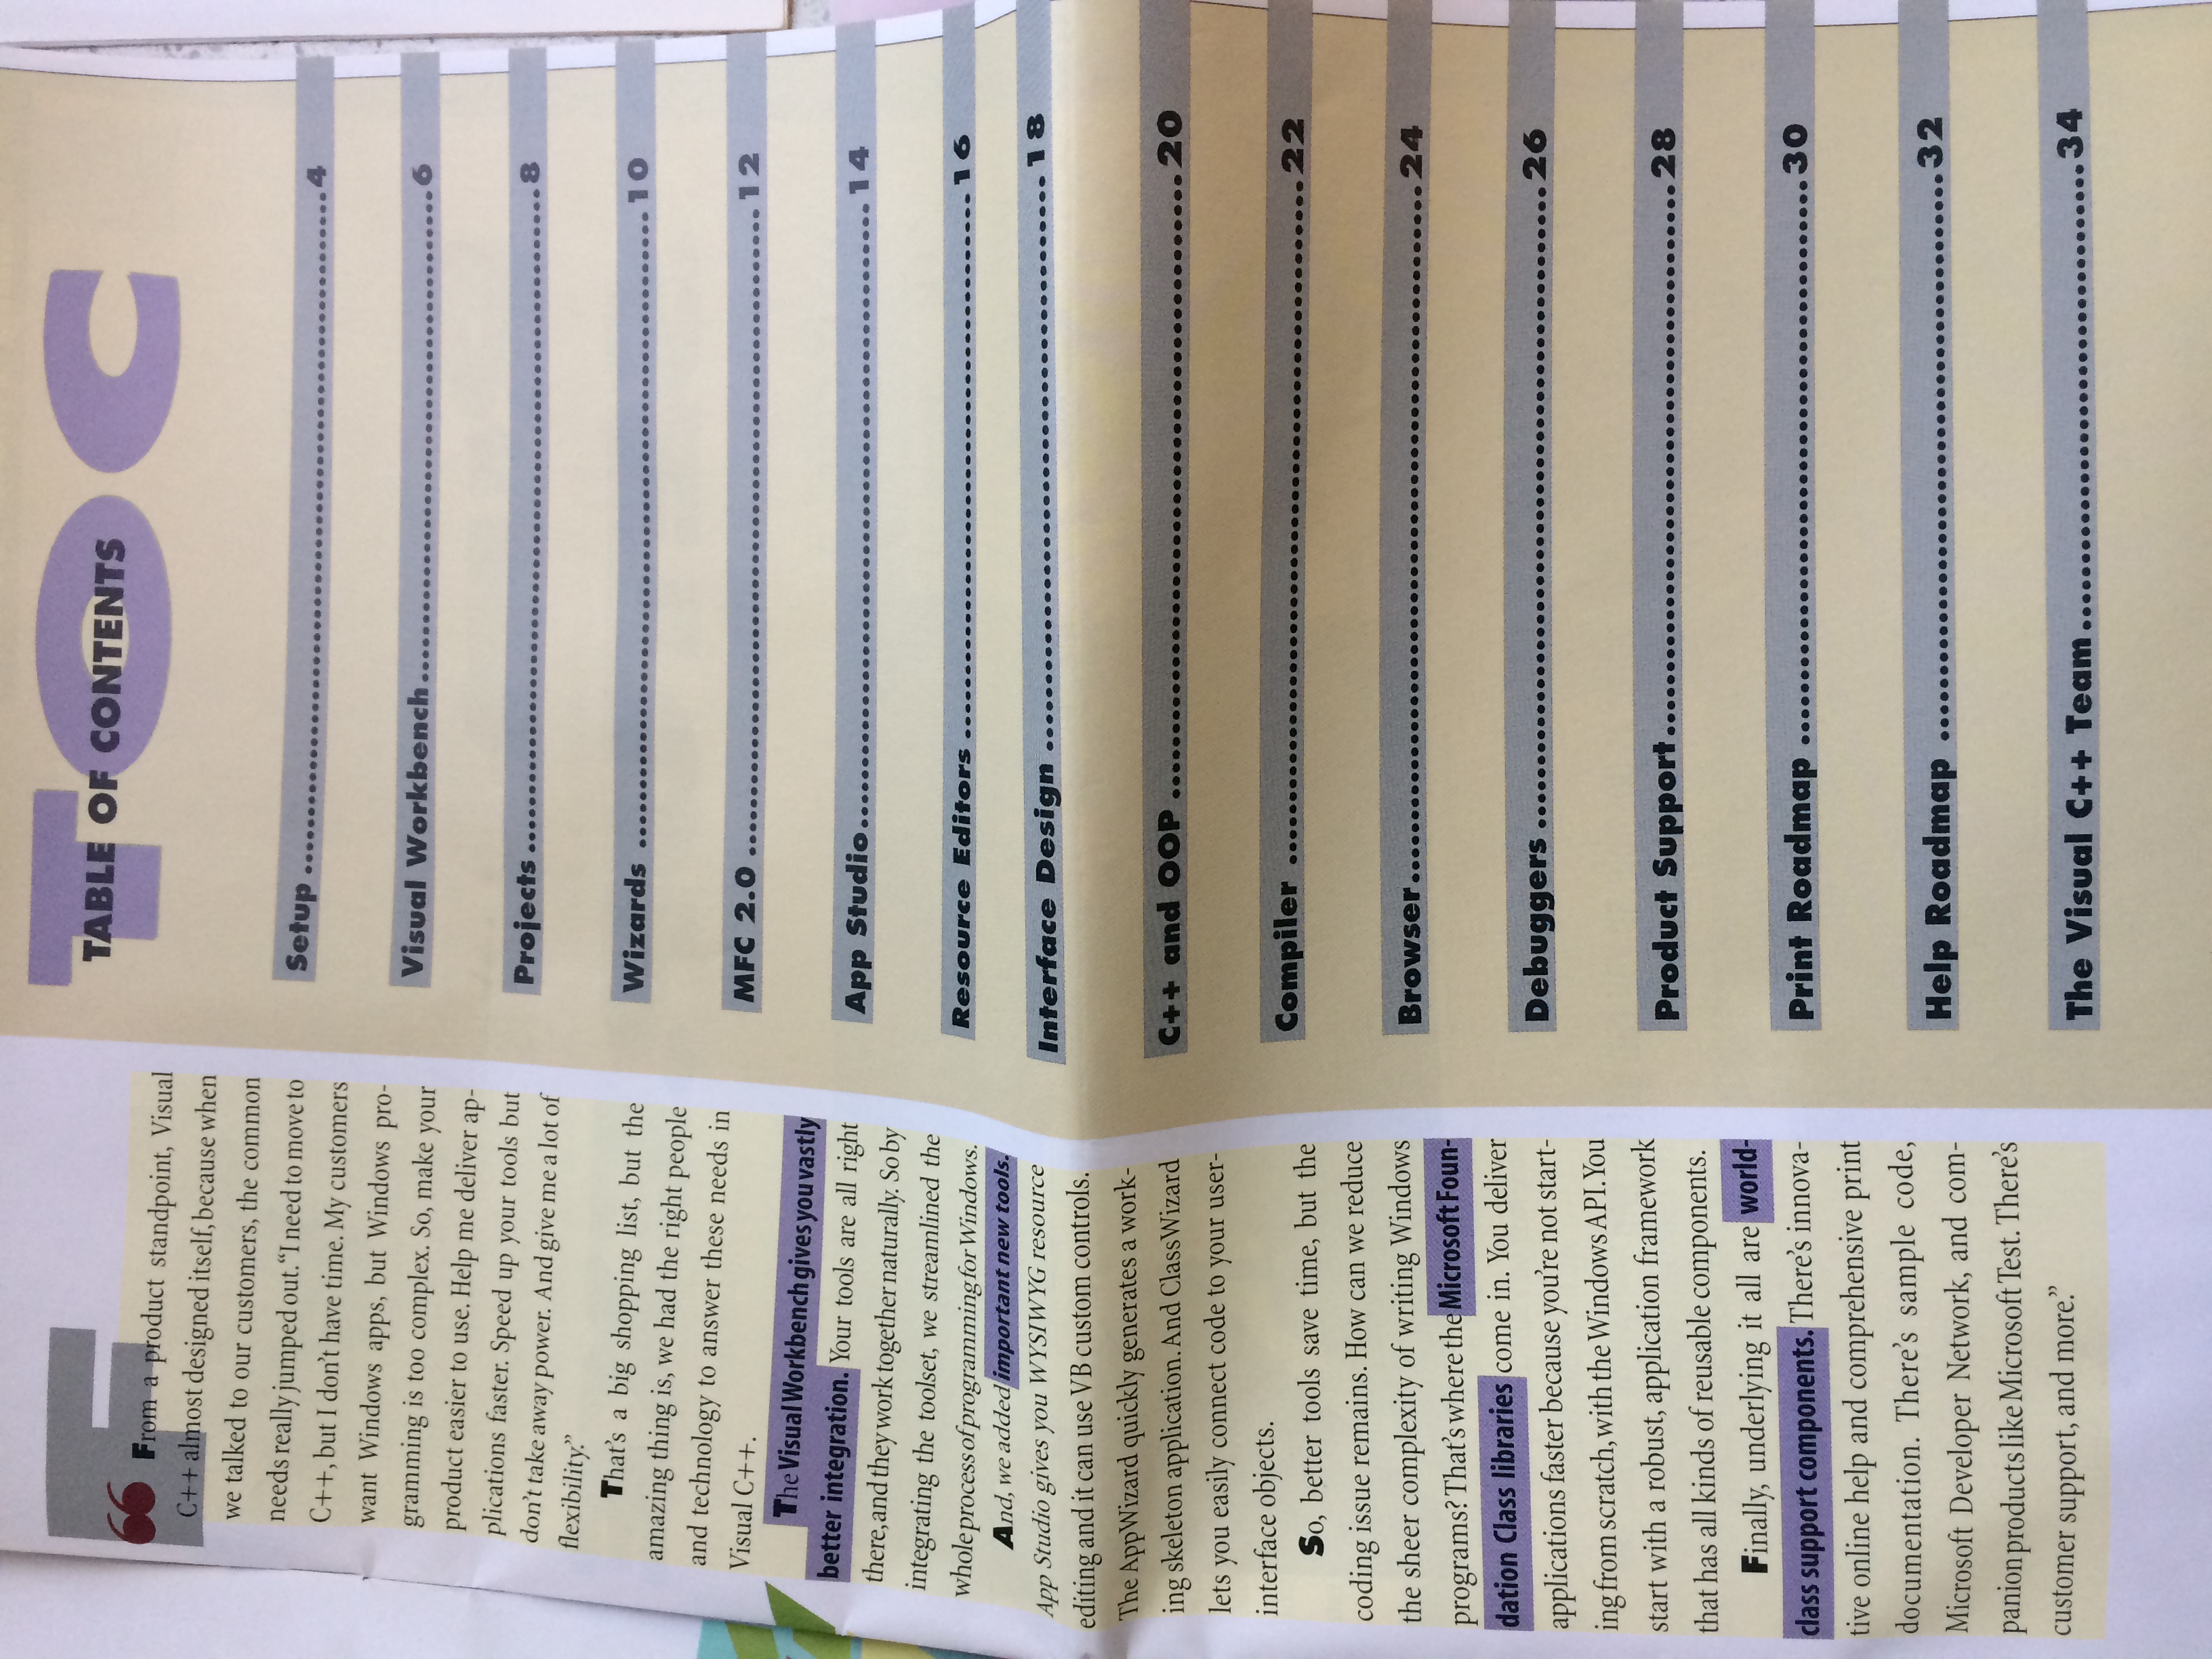 “From a product standpoint, Visual
C++ almost designed itself, because when
we talked to our customers, the common
needs really jumped out. “I need to move to
C++, but I don't have time. My customers
want Windows apps, but Windows pro-
gramming is too complex. So, make your
product easier to use. Help me deliver ap-
plications faster. Speed up your tools but
don't take away power. And give me a lot of
flexibility.”
That's a big shopping list, but the
amazing thing is, we had the right people
and technology to answer these needs in
Visual C++.
The Visual Workbench gives you vastly
better integration. Your tools are all right
there, and they work together naturally. So by
integrating the toolset, we streamlined the
whole process of programming for Windows.
And, we added important new tools.
App Studio gives you WYSIWYG resource
editing and it can use VB custom controls.
The AppWizard quickly generates a work-
ing skeleton application. And ClassWizard
lets you easily connect code to your user-
interface objects.
So, better tools save time, but the
coding issue remains. How can we reduce
the sheer complexity of writing Windows
programs? That's where the Microsoft Foun-
dation Class libraries come in. You deliver
applications faster because you're not start-
ing from scratch, with the Windows API. You
start with a robust, application framework
that has all kinds of reusable components.
Finally, underlying it all are world-
class support components. There's innova-
tive online help and comprehensive print
documentation. There's sample code,
Microsoft Developer Network, and com-
panion products like Microsoft Test. There's
customer support, and more.”
TOC
TABLE OF CONTENTS
Setup ........ 4
Visual Workbench ........ 6
Projects ........ 8
Wizards ........ 10
MFC 2.0 ........ 12
App Studio ........ 14
Resource Editors ........ 16
Interface Design ........ 18
C++ and OOP ........ 20
Compiler ........ 22
Browser ........ 24
Debuggers ........ 26
Product Support ........ 28
Print Roadmap ........ 30
Help Roadmap ........ 32
The Visual C++ Team ........ 34